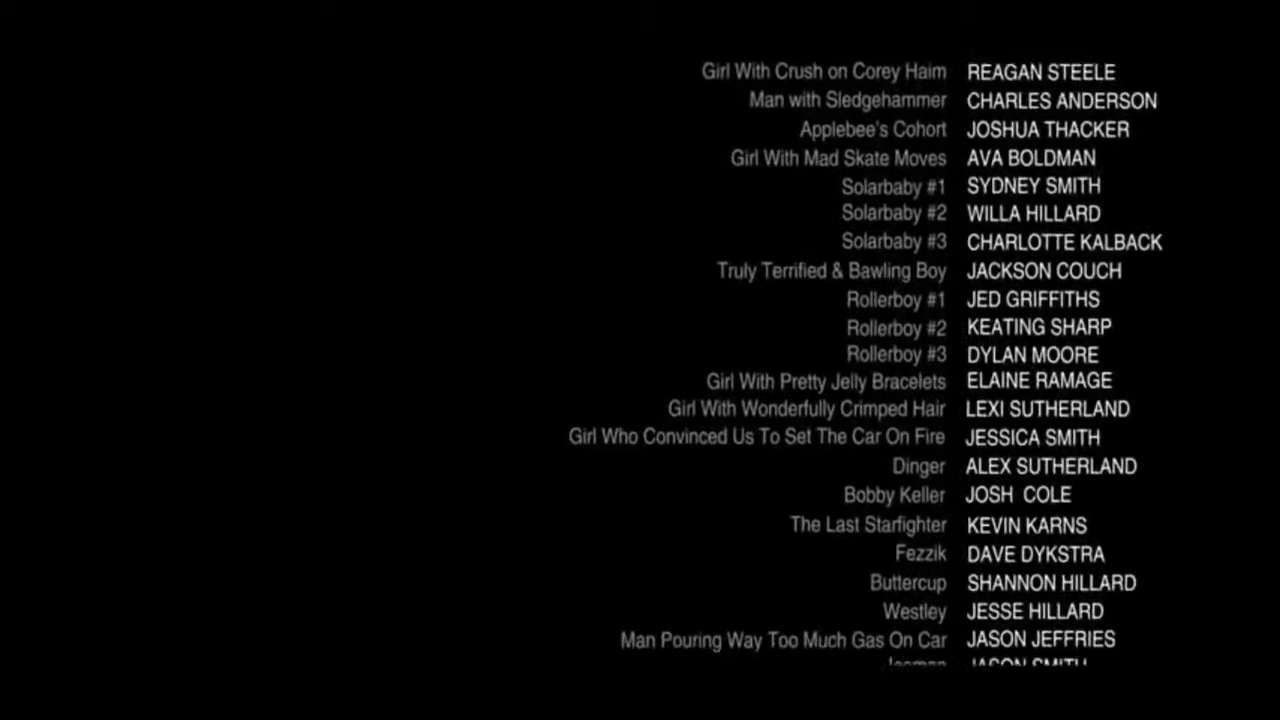 Girl With Crush on Corey Haim REAGAN STEELE
Man with Sledgehammer CHARLES ANDERSON
Applebee's Cohort JOSHUA THACKER
Girl With Mad Skate Moves AVA BOLDMAN
Solarbaby #1 SYDNEY SMITH
Solarbaby #2 WILLA HILLARD
Solarbaby #3 CHARLOTTE KALBACK
Truly Terrified & Bawling Boy JACKSON COUCH
Rollerboy #1 JED GRIFFITHS
Rollerboy #2 KEATING SHARP
Rollerboy #3 DYLAN MOORE
Girl With Pretty Jelly Bracelets ELAINE RAMAGE
Girl With Wonderfully Crimped Hair LEXI SUTHERLAND
Girl Who Convinced Us To Set The Car On Fire JESSICA SMITH
Dinger ALEX SUTHERLAND
Bobby Keller JOSH COLE
The Last Starfighter KEVIN KARNS
Fezzik DAVE DYKSTRA
Buttercup SHANNON HILLARD
Westley JESSE HILLARD
Man Pouring Way Too Much Gas On Car JASON JEFFRIES
JASON SMITH